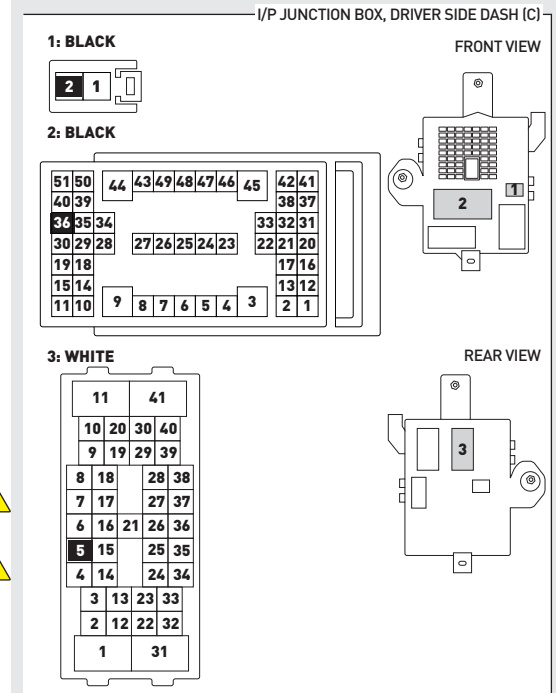 I/P JUNCTION BOX, DRIVER SIDE DASH (C)
1: BLACK
FRONT VIEW
2 1
2: BLACK
51 50 44 43 49 48 47 46 45 42 41
40 39 38 37
36 35 34 33 32 31
30 29 28 27 26 25 24 23 22 21 20
19 18 17 16
15 14 13 12
11 10 9 8 7 6 5 4 3 2 1
1
2
3: WHITE
REAR VIEW
11 41
10 20 30 40
9 19 29 39
8 18 28 38
7 17 27 37
6 16 21 26 36
5 15 25 35
4 14 24 34
3 13 23 33
2 12 22 32
1 31
3